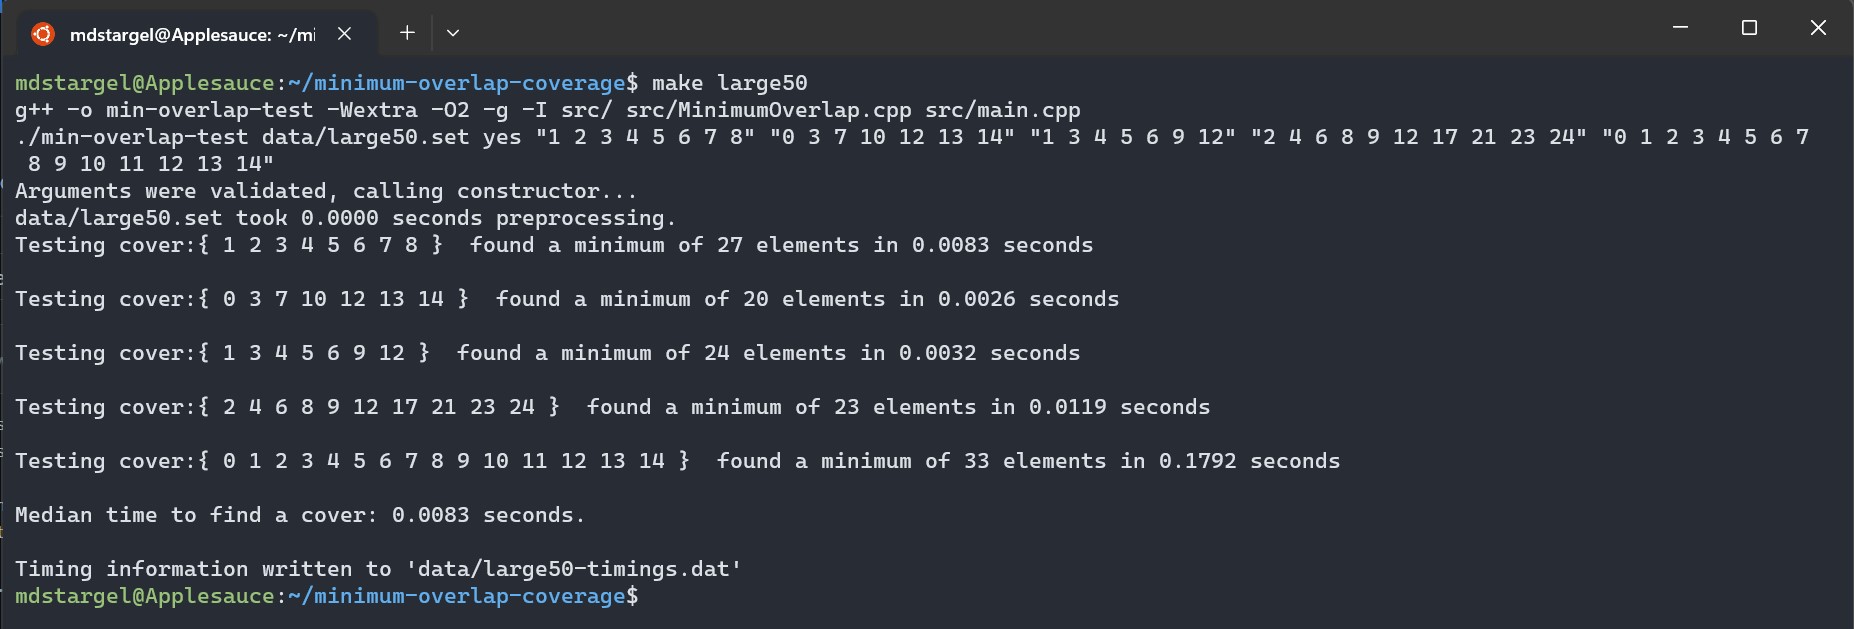 mdstargel@Applesauce: ~/mi
mdstargel@Applesauce:~/minimum-overlap-coverage$ make large50
g++ -o min-overlap-test -Wextra -O2 -g -I src/ src/MinimumOverlap.cpp src/main.cpp
./min-overlap-test data/large50.set yes "1 2 3 4 5 6 7 8" "0 3 7 10 12 13 14" "1 3 4 5 6 9 12" "2 4 6 8 9 12 17 21 23 24" "0 1 2 3 4 5 6 7
 8 9 10 11 12 13 14"
Arguments were validated, calling constructor...
data/large50.set took 0.0000 seconds preprocessing.
Testing cover:{ 1 2 3 4 5 6 7 8 }  found a minimum of 27 elements in 0.0083 seconds
Testing cover:{ 0 3 7 10 12 13 14 }  found a minimum of 20 elements in 0.0026 seconds
Testing cover:{ 1 3 4 5 6 9 12 }  found a minimum of 24 elements in 0.0032 seconds
Testing cover:{ 2 4 6 8 9 12 17 21 23 24 }  found a minimum of 23 elements in 0.0119 seconds
Testing cover:{ 0 1 2 3 4 5 6 7 8 9 10 11 12 13 14 }  found a minimum of 33 elements in 0.1792 seconds
Median time to find a cover: 0.0083 seconds.
Timing information written to 'data/large50-timings.dat'
mdstargel@Applesauce:~/minimum-overlap-coverage$